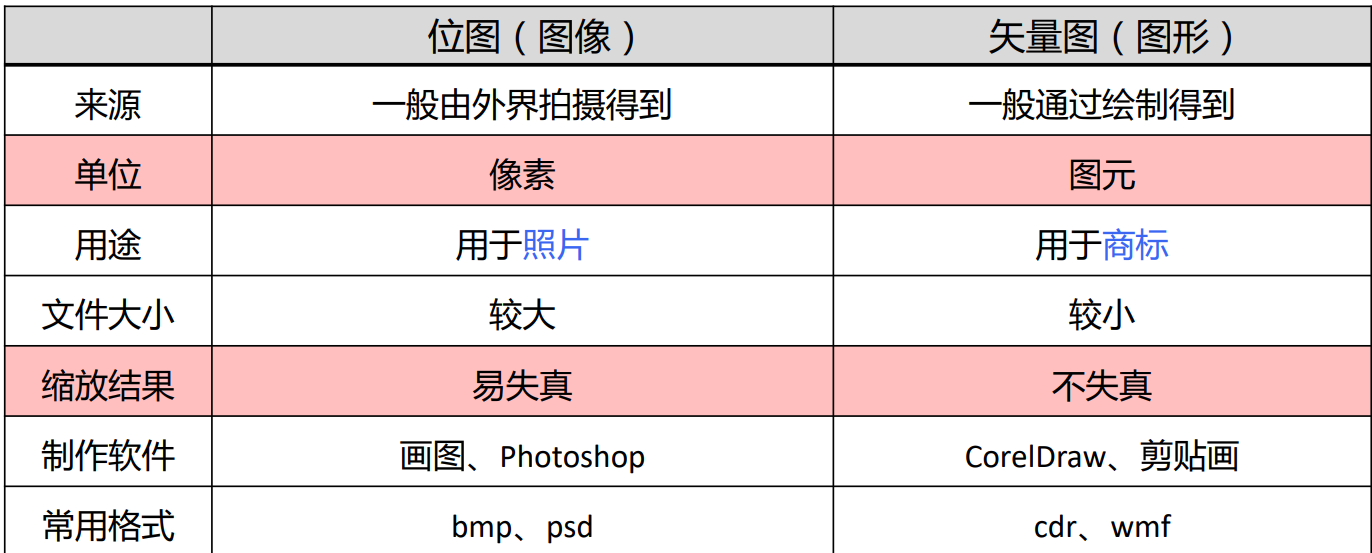 位图（图像） 矢量图（图形）
来源 一般由外界拍摄得到 一般通过绘制得到
单位 像素 图元
用途 用于照片 用于商标
文件大小 较大 较小
缩放结果 易失真 不失真
制作软件 画图、Photoshop CorelDraw、剪贴画
常用格式 bmp、psd cdr、wmf